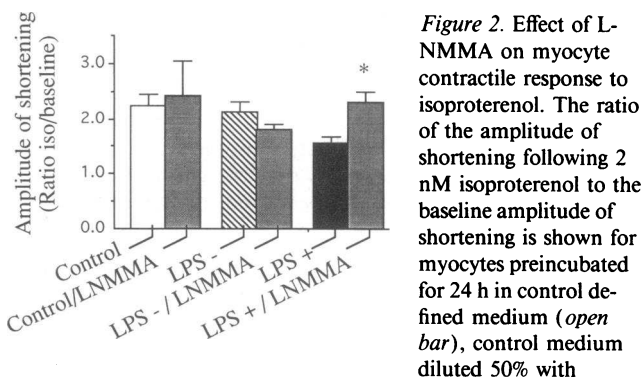 Amplitude of shortening
(Ratio iso/baseline)
3.0
2.0
1.0
0.0
*
Control
Control/LNMMA
LPS -
LPS - / LNMMA
LPS +
LPS + / LNMMA
Figure 2. Effect of L-
NMMA on myocyte
contractile response to
isoproterenol. The ratio
of the amplitude of
shortening following 2
nM isoproterenol to the
baseline amplitude of
shortening is shown for
myocytes preincubated
for 24 h in control de-
fined medium (open
bar), control medium
diluted 50% with